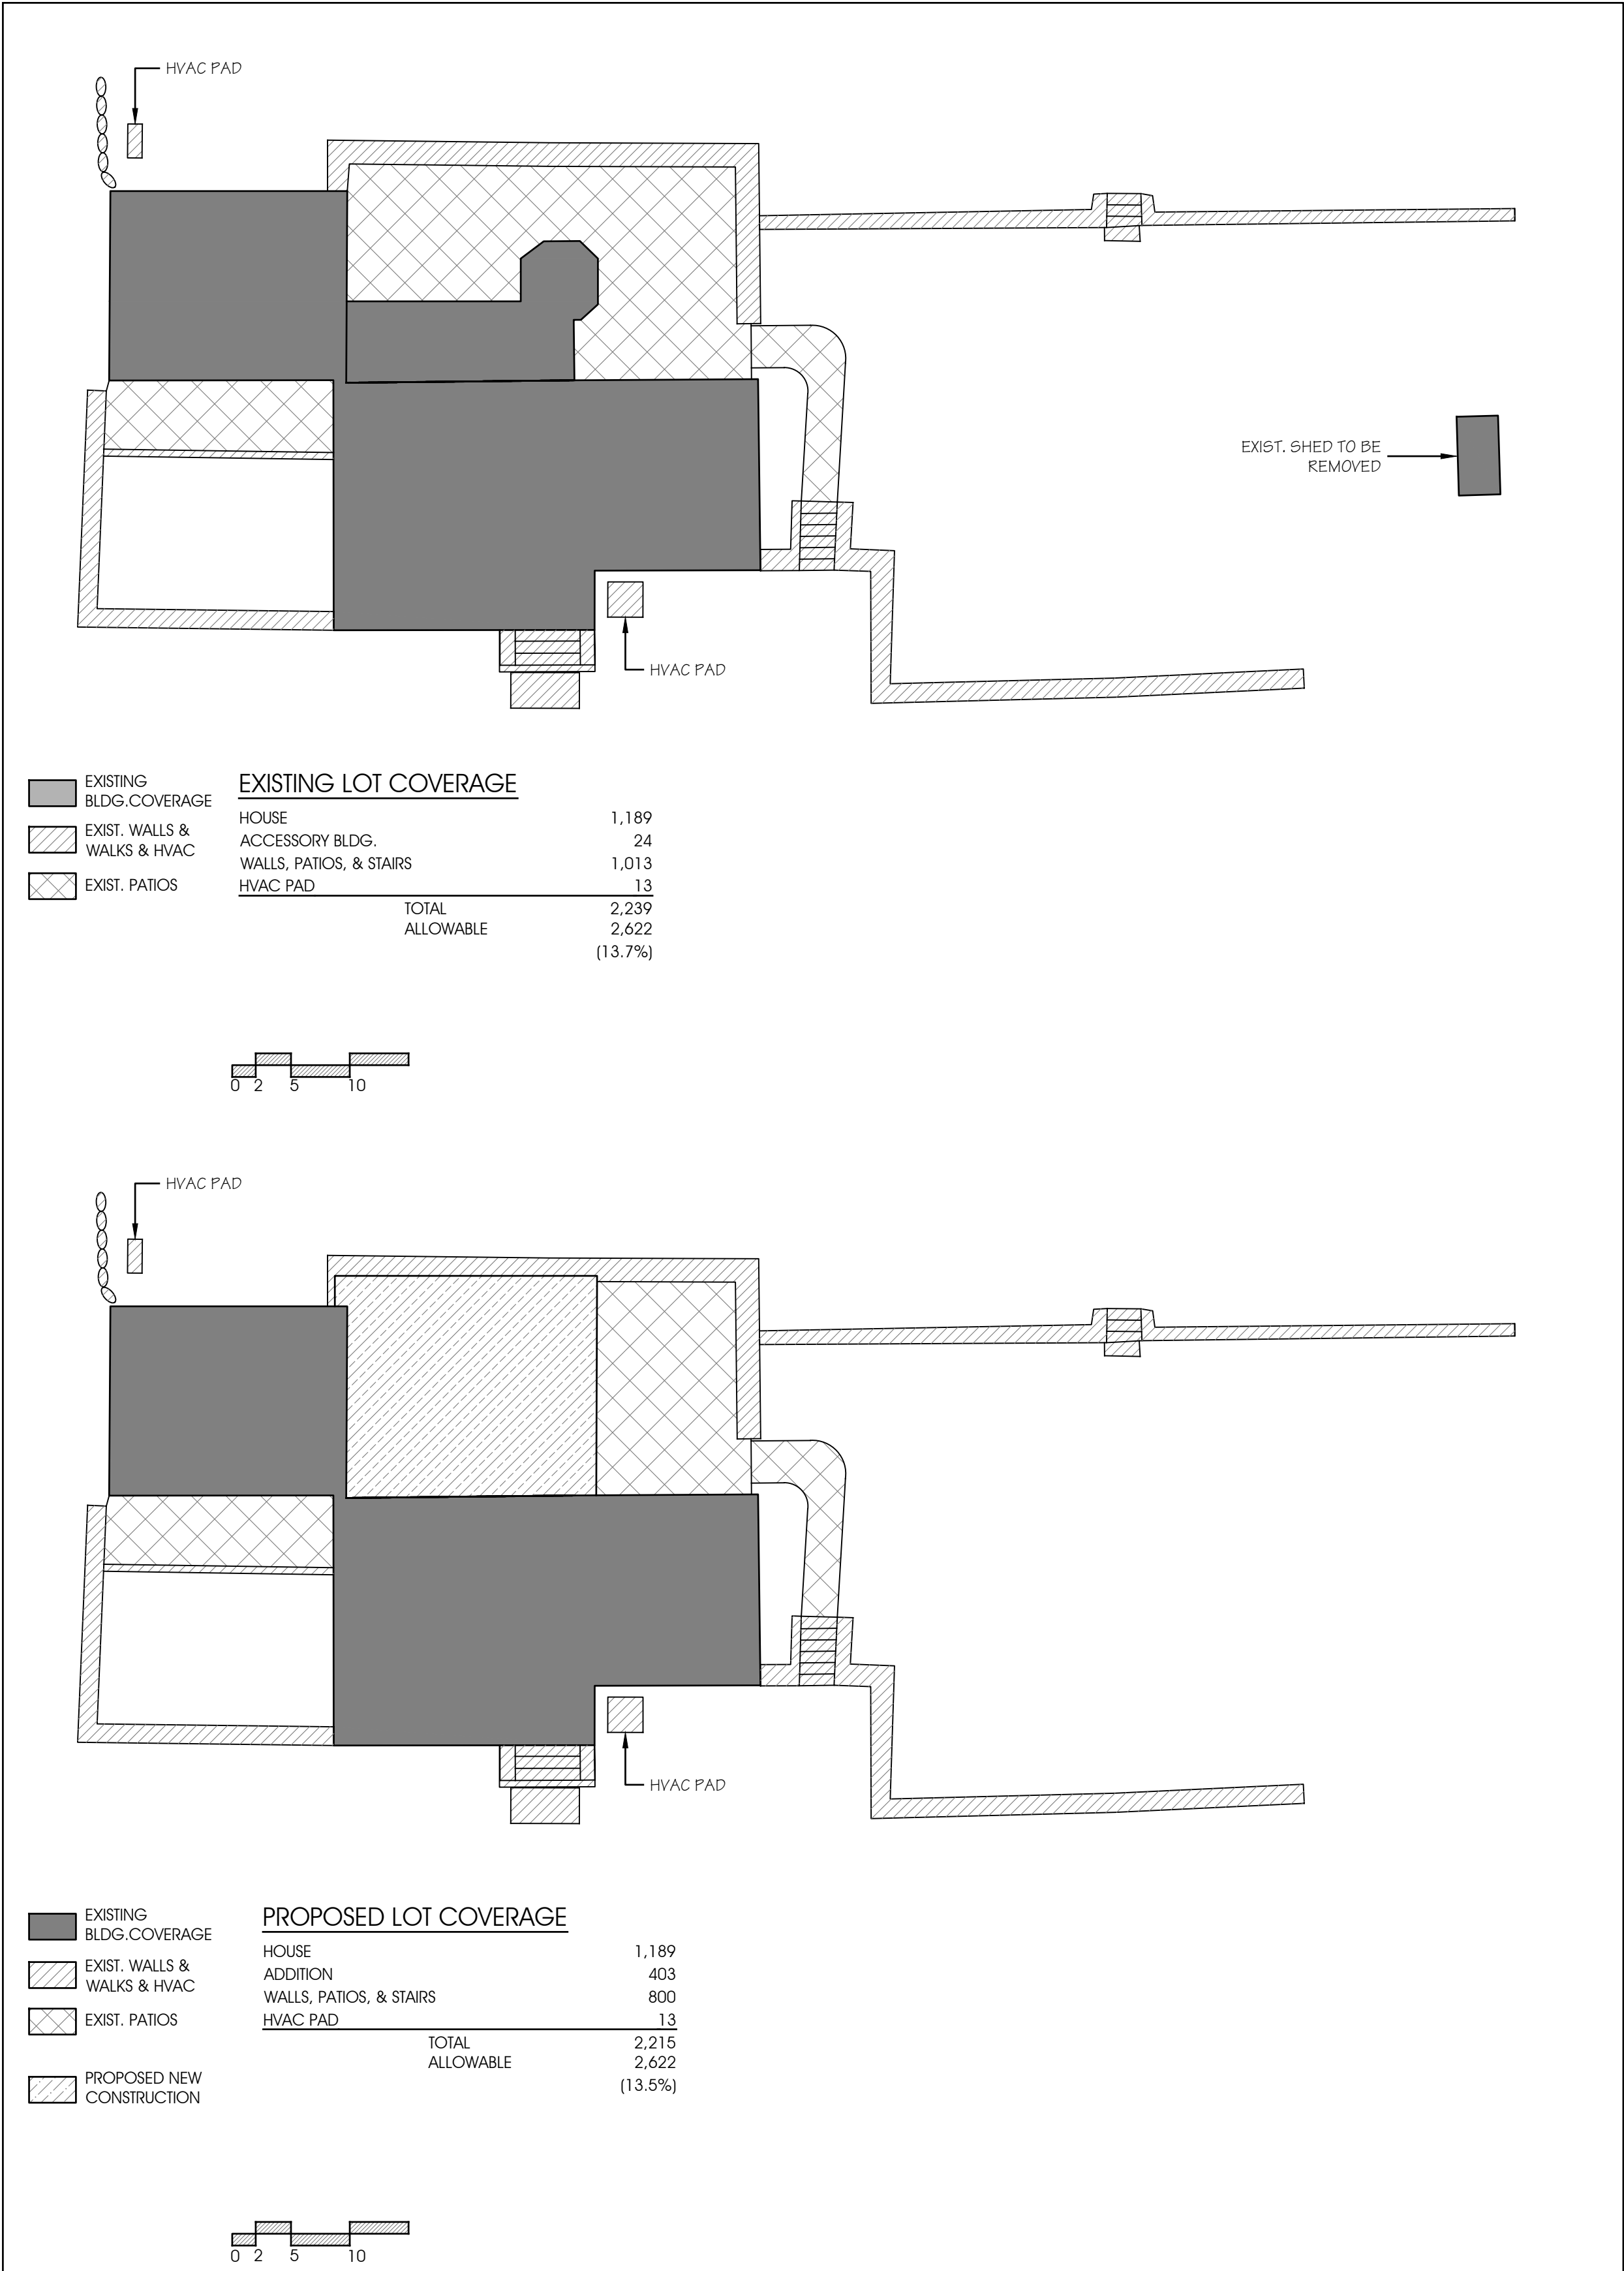 HVAC PAD
EXIST. SHED TO BE
REMOVED
HVAC PAD
EXISTING
BLDG.COVERAGE
EXIST. WALLS &
WALKS & HVAC
EXIST. PATIOS
EXISTING LOT COVERAGE
HOUSE 1,189
ACCESSORY BLDG. 24
WALLS, PATIOS, & STAIRS 1,013
HVAC PAD 13
TOTAL 2,239
ALLOWABLE 2,622
(13.7%)
0 2 5 10
HVAC PAD
HVAC PAD
EXISTING
BLDG.COVERAGE
EXIST. WALLS &
WALKS & HVAC
EXIST. PATIOS
PROPOSED NEW
CONSTRUCTION
PROPOSED LOT COVERAGE
HOUSE 1,189
ADDITION 403
WALLS, PATIOS, & STAIRS 800
HVAC PAD 13
TOTAL 2,215
ALLOWABLE 2,622
(13.5%)
0 2 5 10